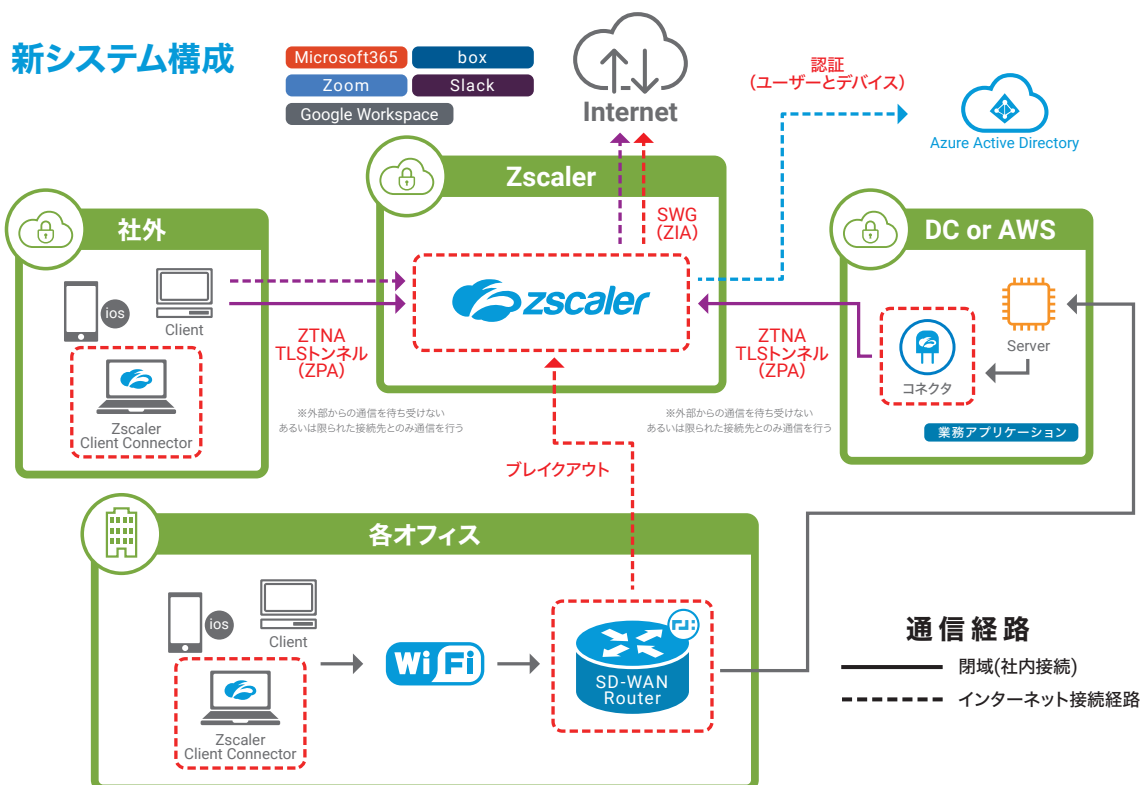 新システム構成
Microsoft365
box
Zoom
Slack
Google Workspace
Internet
認証
(ユーザーとデバイス)
Azure Active Directory
Zscaler
SWG
(ZIA)
zscaler
社外
ios
Client
Zscaler
Client Connector
ZTNA
TLSトンネル
(ZPA)
※外部からの通信を待ち受けない
あるいは限られた接続先とのみ通信を行う
DC or AWS
ZTNA
TLSトンネル
(ZPA)
コネクタ
Server
業務アプリケーション
※外部からの通信を待ち受けない
あるいは限られた接続先とのみ通信を行う
ブレイクアウト
各オフィス
ios
Client
Zscaler
Client Connector
Wi Fi
SD-WAN
Router
通信経路
閉域(社内接続)
インターネット接続経路